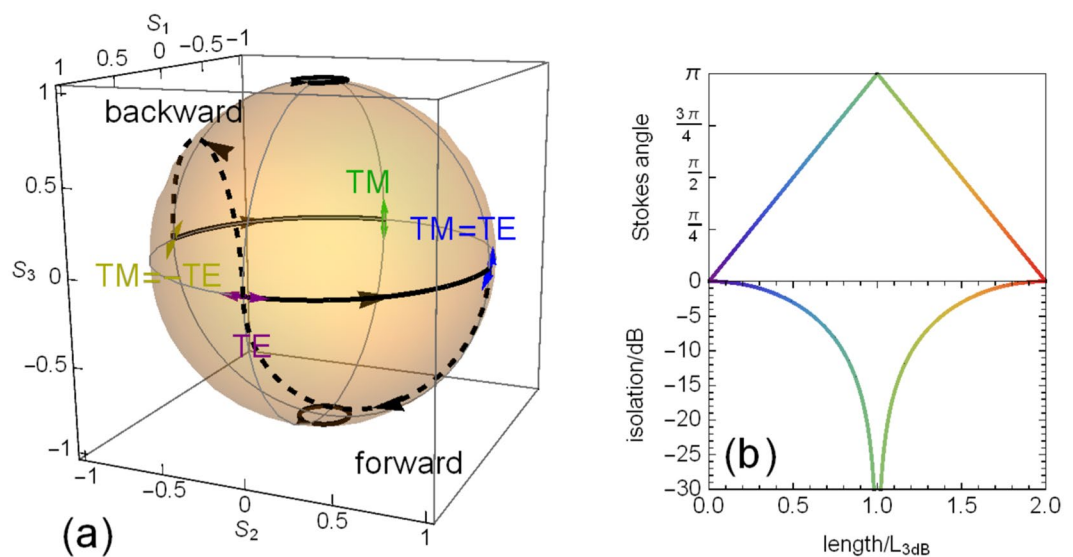 S₁
1 0.5 0 −0.5 −1
1
backward
0.5
TM
TM=TE
S₃
0
TM=−TE
TE
−0.5
forward
−1
−1 −0.5 0 0.5 1
S₂
(a)
π
3π/4
π/2
π/4
0
Stokes angle
−5
−10
−15
−20
−25
−30
isolation/dB
(b)
0.0 0.5 1.0 1.5 2.0
length/L3dB